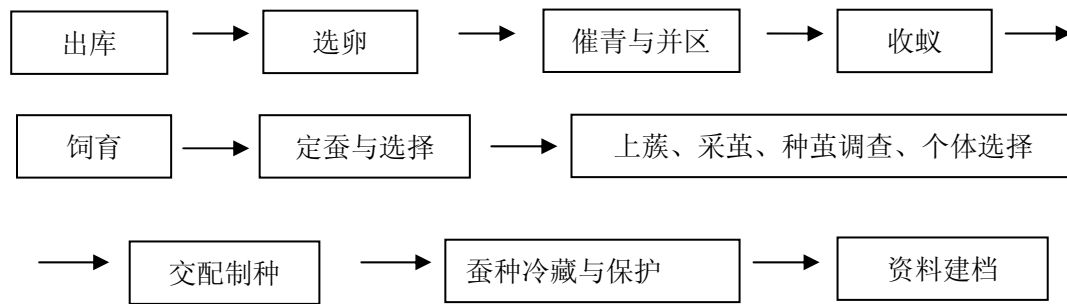 出库 选卵 催青与并区 收蚁
饲育 定蚕与选择 上蔟、采茧、种茧调查、个体选择
交配制种 蚕种冷藏与保护 资料建档